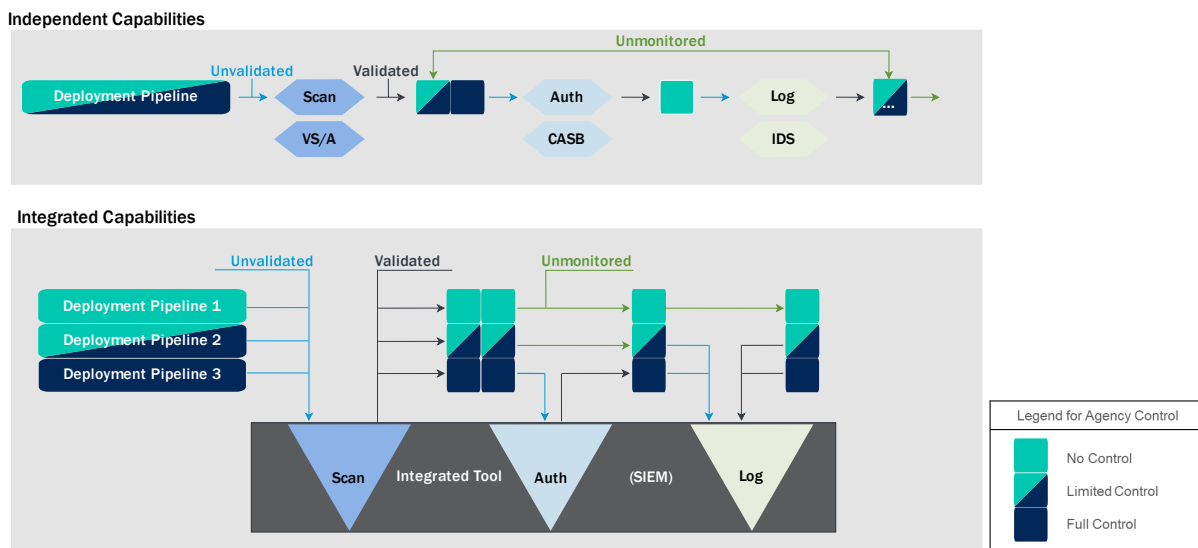 Independent Capabilities
Unmonitored
Unvalidated
Validated
Deployment Pipeline
Scan
Auth
Log
...
VS/A
CASB
IDS
Integrated Capabilities
Unvalidated
Validated
Unmonitored
Deployment Pipeline 1
Deployment Pipeline 2
Deployment Pipeline 3
Scan
Integrated Tool
Auth
(SIEM)
Log
Legend for Agency Control
No Control
Limited Control
Full Control